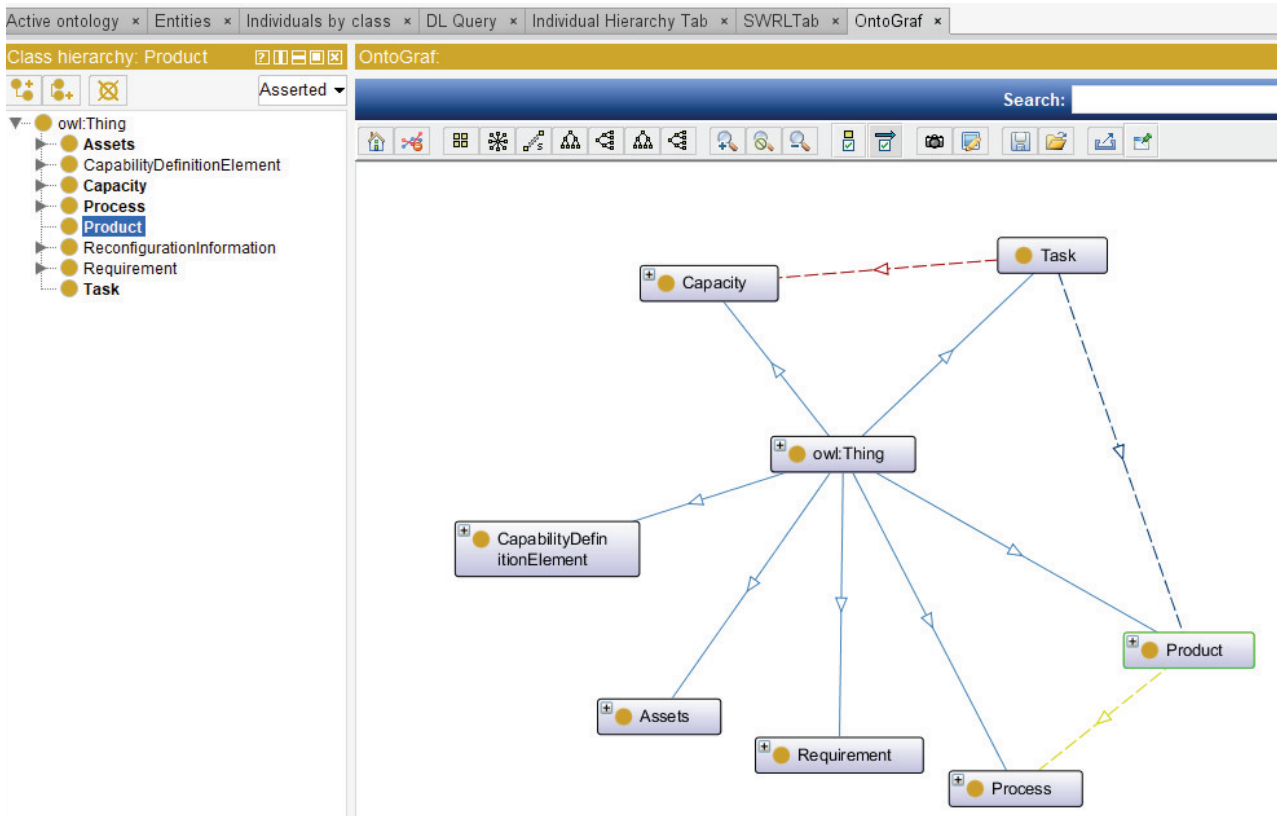 Active ontology × Entities × Individuals by class × DL Query × Individual Hierarchy Tab × SWRLTab × OntoGraf ×
Class hierarchy: Product
OntoGraf:
Asserted
Search:
owl:Thing
Assets
CapabilityDefinitionElement
Capacity
Process
Product
ReconfigurationInformation
Requirement
Task
Task
Capacity
owl:Thing
CapabilityDefin
itionElement
Product
Assets
Requirement
Process